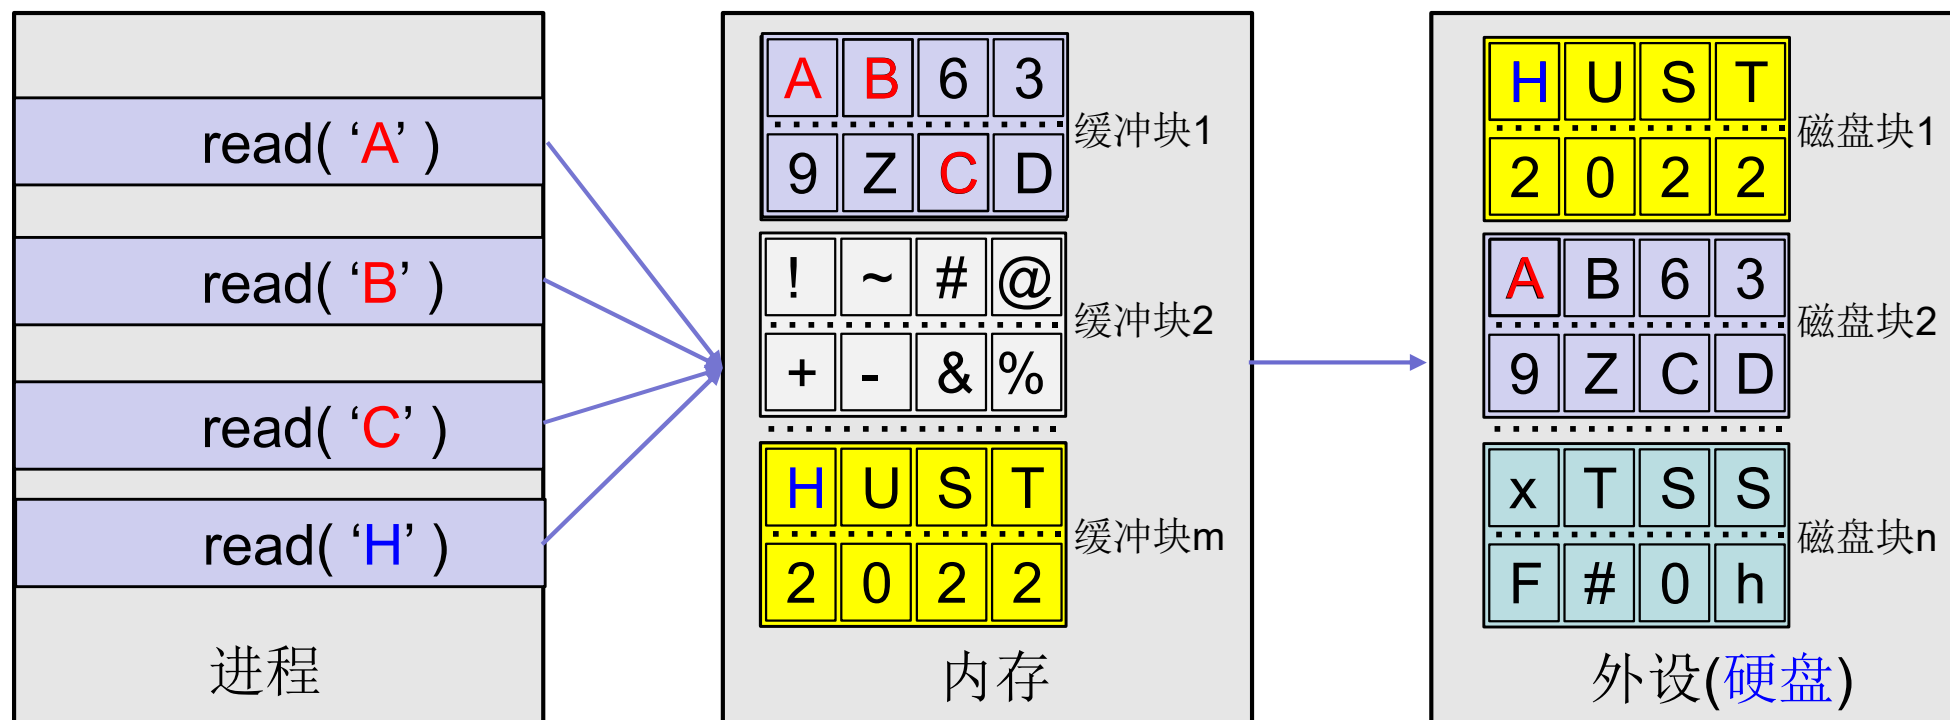 read( ‘A’ )
read( ‘B’ )
read( ‘C’ )
read( ‘H’ )
进程
A B 6 3
9 Z C D
缓冲块1
! ~ # @
+ - & %
缓冲块2
H U S T
2 0 2 2
缓冲块m
内存
H U S T
2 0 2 2
磁盘块1
A B 6 3
9 Z C D
磁盘块2
x T S S
F # 0 h
磁盘块n
外设(硬盘)